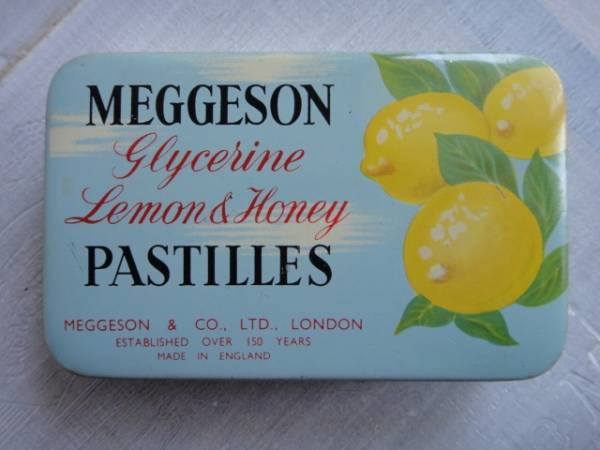 MEGGESON
Glycerine
Lemon & Honey
PASTILLES
MEGGESON & CO., LTD., LONDON
ESTABLISHED OVER 150 YEARS
MADE IN ENGLAND